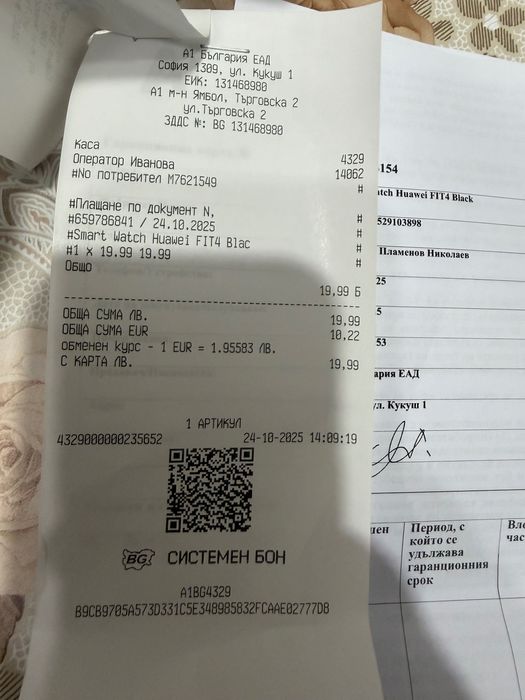 А1 България ЕАД
София 1309, ул. Кукуш 1
ЕИК: 131468980
А1 м-н Ямбол, Търговска 2
ул.Търговска 2
ЗДДС №: BG 131468980
Каса 4329
Оператор Иванова 14062
#No потребител M7621549 #
#Плащане по документ N, #
#659786841 / 24.10.2025 #
#Smart Watch Huawei FIT4 Blac #
#1 x 19.99 19.99 #
Общо
19,99 Б
ОБЩА СУМА ЛВ. 19,99
ОБЩА СУМА EUR 10,22
обменен курс - 1 EUR = 1.95583 ЛВ.
С КАРТА ЛВ. 19,99
1 АРТИКУЛ
4329000000235652 24-10-2025 14:09:19
BG СИСТЕМЕН БОН
A1BG4329
B9CB9705A573D331C5E348985832FCAAE02777D8
154
atch Huawei FIT4 Black
529103898
Пламенов Николаев
25
5
53
ария ЕАД
ул. Кукуш 1
Период, с
който се
удължава
гаранционния
срок